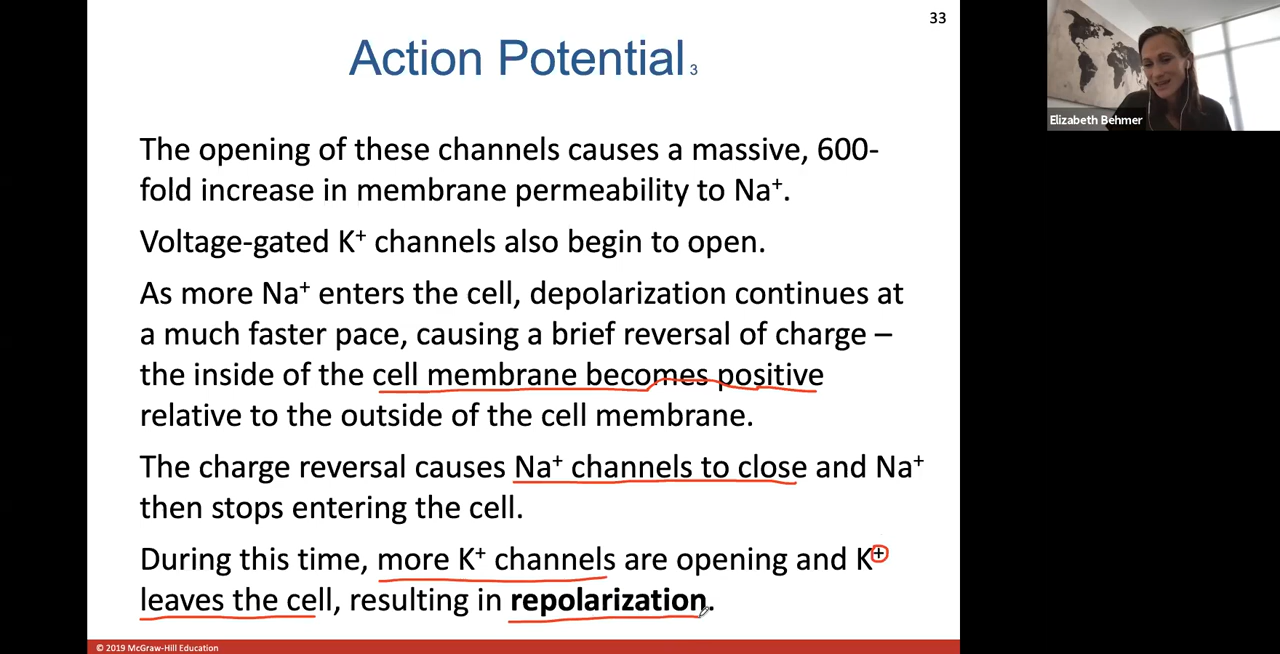 33
Action Potential 3
Elizabeth Behmer
The opening of these channels causes a massive, 600-
fold increase in membrane permeability to Na⁺.
Voltage-gated K⁺ channels also begin to open.
As more Na⁺ enters the cell, depolarization continues at
a much faster pace, causing a brief reversal of charge –
the inside of the cell membrane becomes positive
relative to the outside of the cell membrane.
The charge reversal causes Na⁺ channels to close and Na⁺
then stops entering the cell.
During this time, more K⁺ channels are opening and K⁺
leaves the cell, resulting in repolarization.
© 2019 McGraw-Hill Education